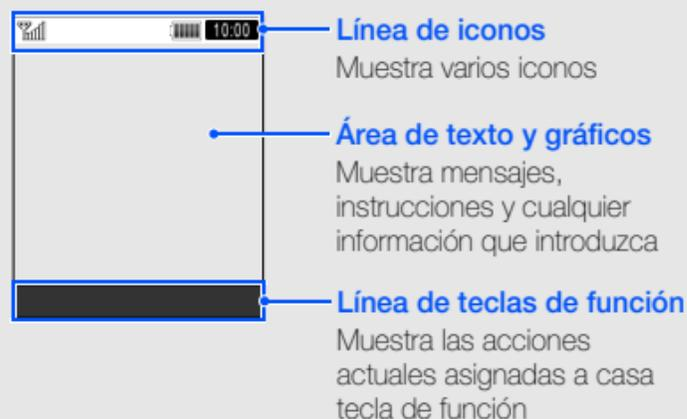 10:00
Línea de iconos
Muestra varios iconos
Área de texto y gráficos
Muestra mensajes,
instrucciones y cualquier
información que introduzca
Línea de teclas de función
Muestra las acciones
actuales asignadas a casa
tecla de función